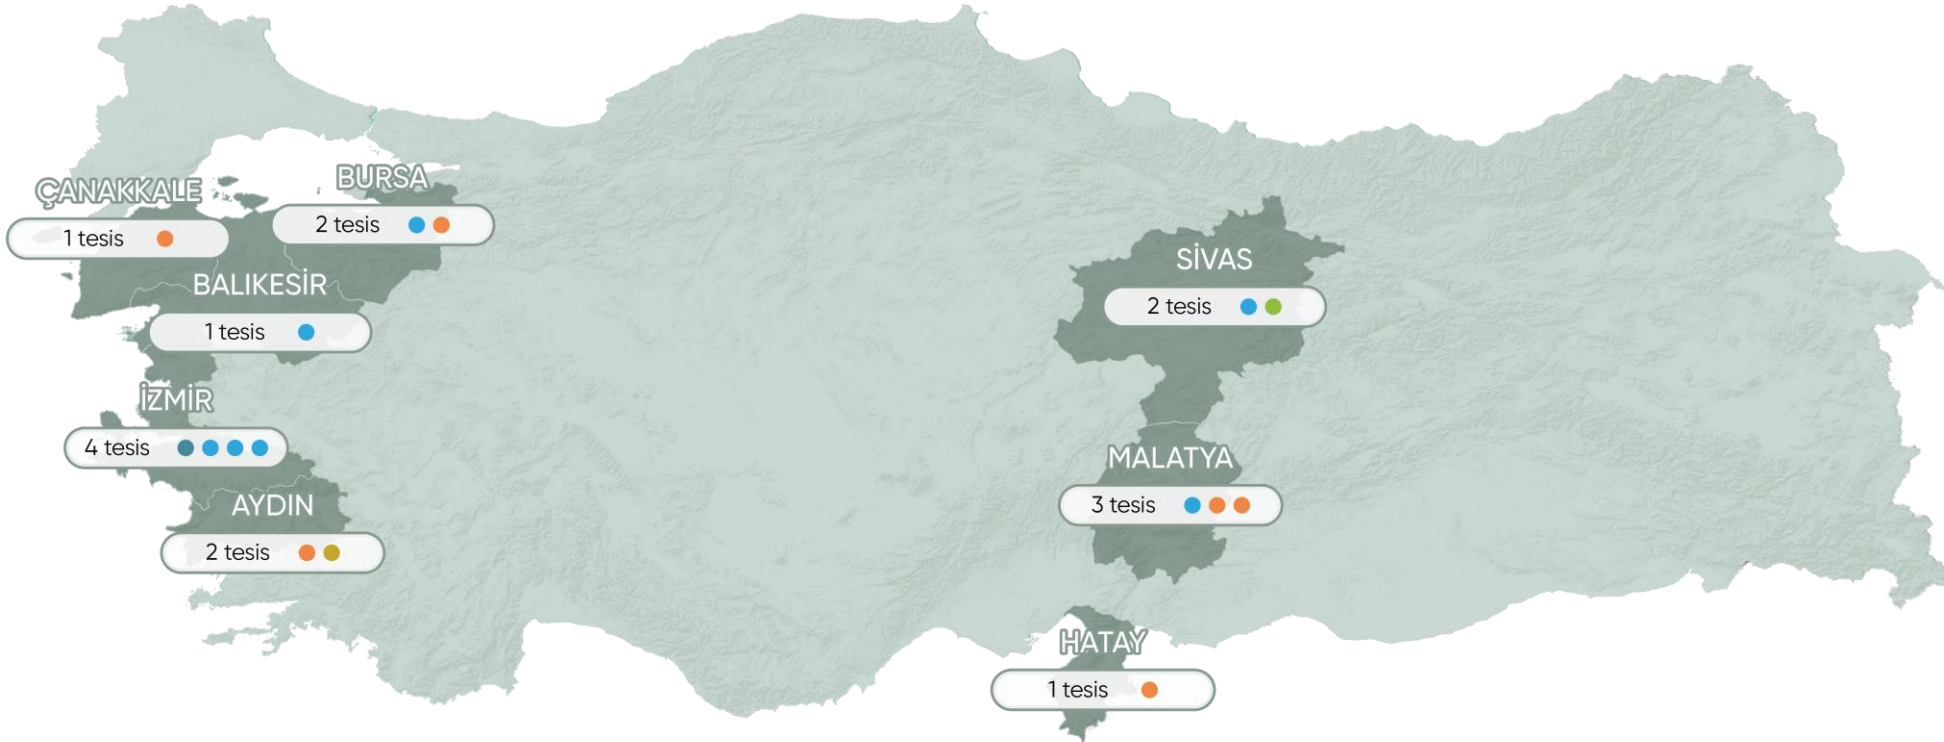 ÇANAKKALE
1 tesis
BURSA
2 tesis
BALIKESİR
1 tesis
İZMİR
4 tesis
AYDIN
2 tesis
SİVAS
2 tesis
MALATYA
3 tesis
HATAY
1 tesis